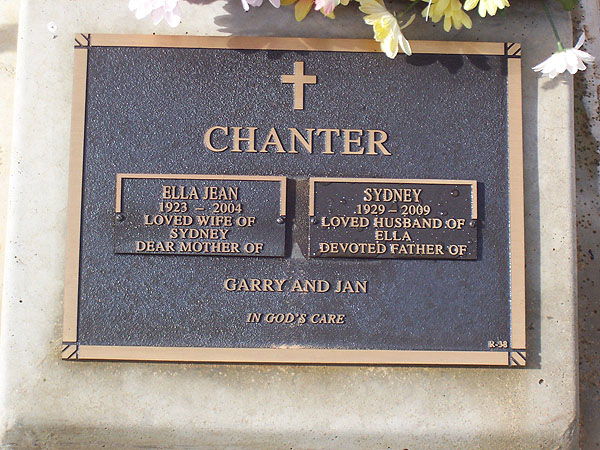 CHANTER
ELLA JEAN
1923 – 2004
LOVED WIFE OF
SYDNEY
DEAR MOTHER OF
SYDNEY
1929 – 2009
LOVED HUSBAND OF
ELLA
DEVOTED FATHER OF
GARRY AND JAN
IN GOD'S CARE
R-38